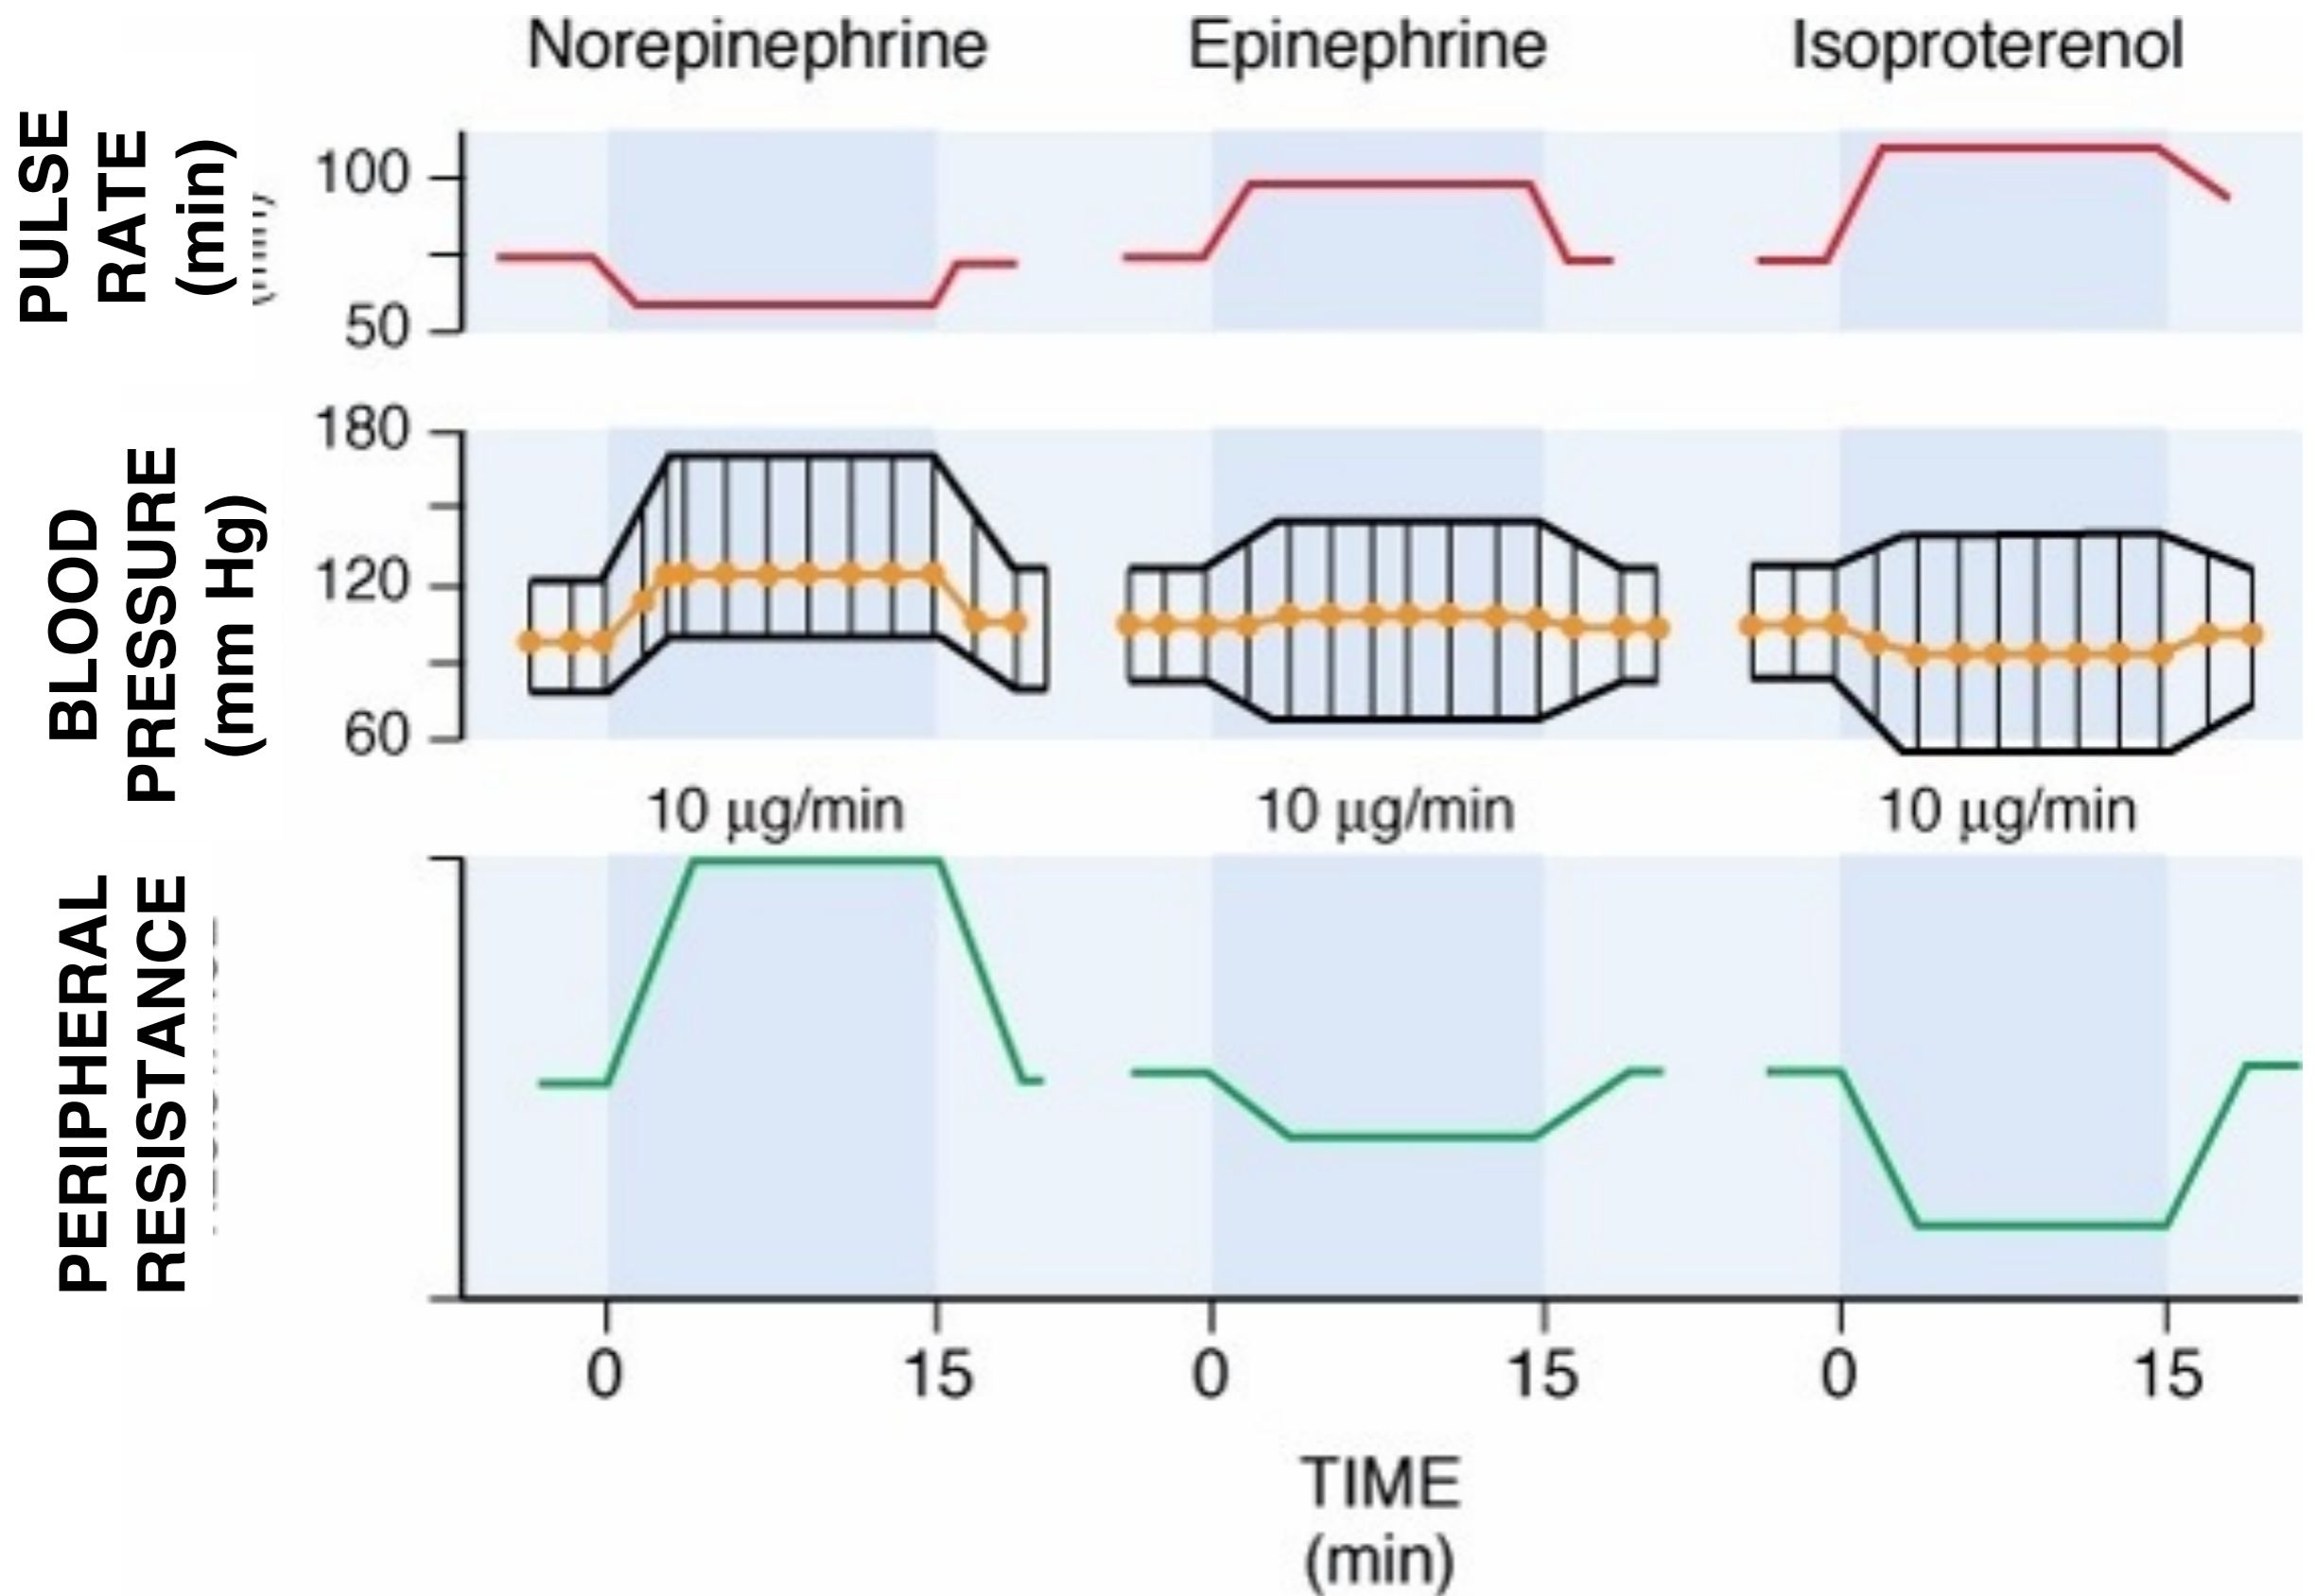 Norepinephrine
Epinephrine
Isoproterenol
PULSE
RATE
(min)
100
50
BLOOD
PRESSURE
(mm Hg)
180
120
60
10 μg/min
10 μg/min
10 μg/min
PERIPHERAL
RESISTANCE
0
15
0
15
0
15
TIME
(min)